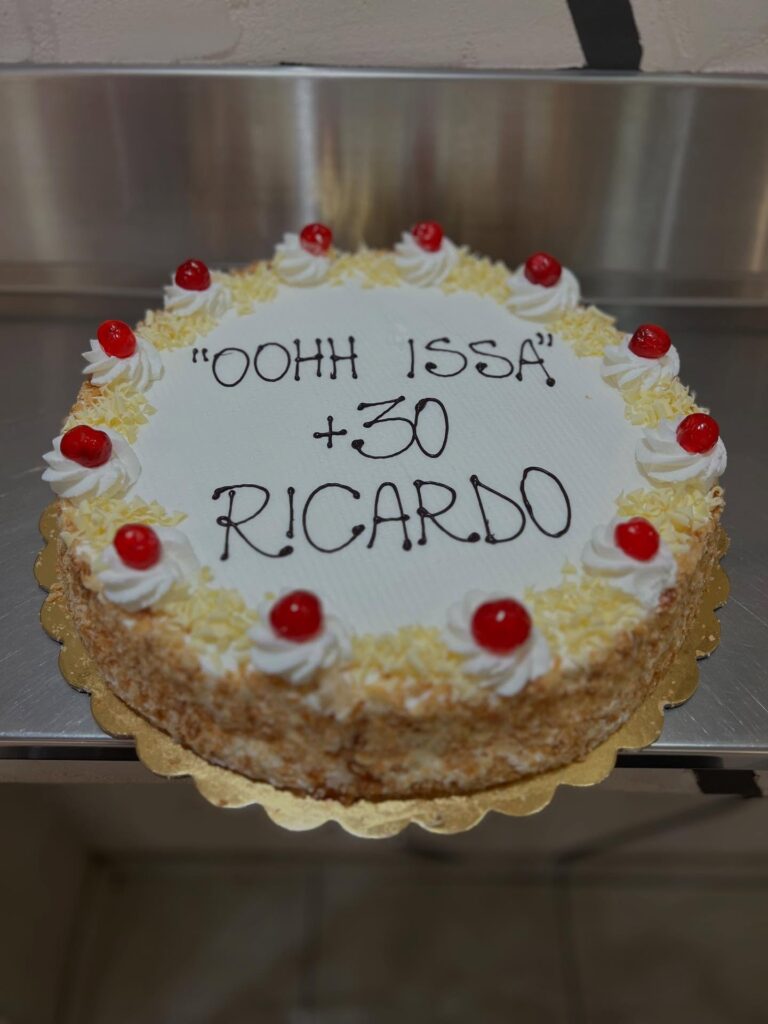 "OOHH ISSA"
+30
RICARDO